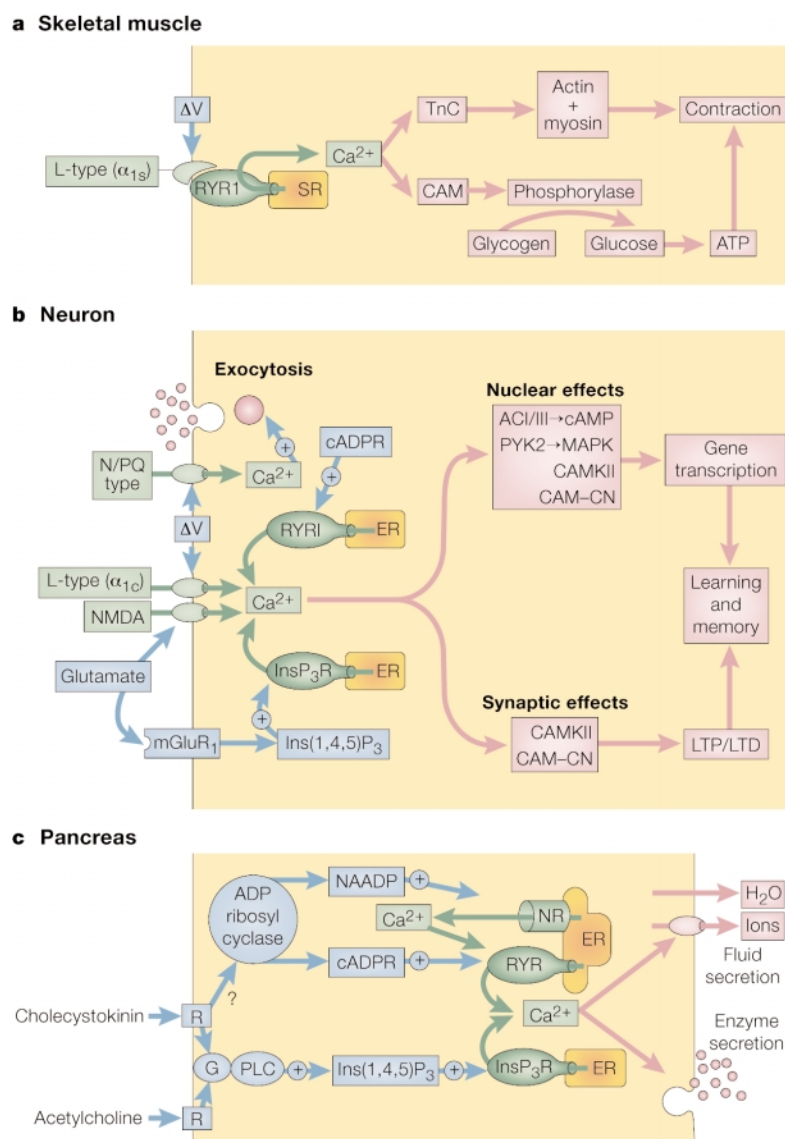 a Skeletal muscle
ΔV
L-type (α1s)
RYR1
SR
Ca2+
TnC
Actin
+
myosin
Contraction
CAM
Phosphorylase
Glycogen
Glucose
ATP
b Neuron
Exocytosis
N/PQ
type
Ca2+
+
cADPR
+
RYRI
ER
ΔV
L-type (α1c)
NMDA
Ca2+
Glutamate
InsP3R
ER
+
mGluR1
Ins(1,4,5)P3
Nuclear effects
ACI/III→cAMP
PYK2→MAPK
CAMKII
CAM–CN
Gene
transcription
Learning
and
memory
Synaptic effects
CAMKII
CAM–CN
LTP/LTD
c Pancreas
ADP
ribosyl
cyclase
NAADP
+
Ca2+
NR
ER
cADPR
+
RYR
?
Cholecystokinin
R
Ca2+
G
PLC
+
Ins(1,4,5)P3
+
InsP3R
ER
Acetylcholine
R
H2O
Ions
Fluid
secretion
Enzyme
secretion